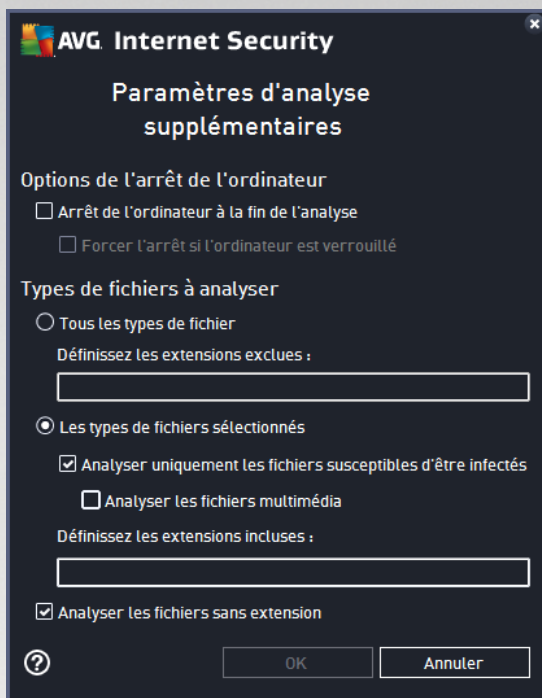 AVG. Internet Security
Paramètres d'analyse
supplémentaires
Options de l'arrêt de l'ordinateur
Arrêt de l'ordinateur à la fin de l'analyse
Forcer l'arrêt si l'ordinateur est verrouillé
Types de fichiers à analyser
Tous les types de fichier
Définissez les extensions exclues :
Les types de fichiers sélectionnés
Analyser uniquement les fichiers susceptibles d'être infectés
Analyser les fichiers multimédia
Définissez les extensions incluses :
Analyser les fichiers sans extension
?
OK
Annuler